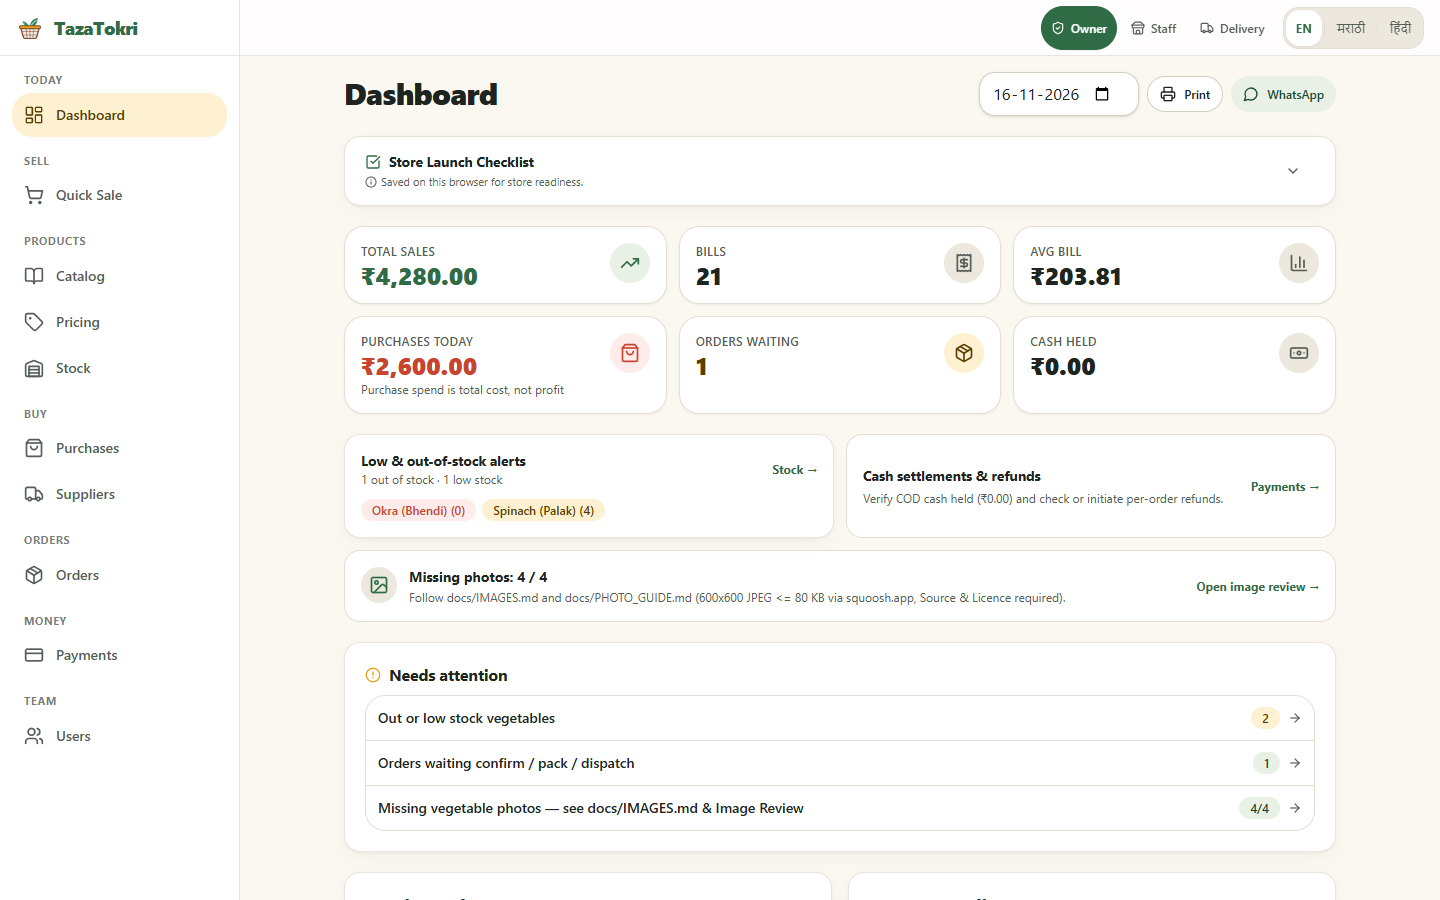 TazaTokri
Owner
Staff
Delivery
EN
मराठी
हिंदी
TODAY
Dashboard
SELL
Quick Sale
PRODUCTS
Catalog
Pricing
Stock
BUY
Purchases
Suppliers
ORDERS
Orders
MONEY
Payments
TEAM
Users
Dashboard
16-11-2026
Print
WhatsApp
Store Launch Checklist
Saved on this browser for store readiness.
TOTAL SALES
₹4,280.00
BILLS
21
AVG BILL
₹203.81
PURCHASES TODAY
₹2,600.00
Purchase spend is total cost, not profit
ORDERS WAITING
1
CASH HELD
₹0.00
Low & out-of-stock alerts
1 out of stock · 1 low stock
Stock →
Okra (Bhendi) (0)
Spinach (Palak) (4)
Cash settlements & refunds
Verify COD cash held (₹0.00) and check or initiate per-order refunds.
Payments →
Missing photos: 4 / 4
Follow docs/IMAGES.md and docs/PHOTO_GUIDE.md (600x600 JPEG <= 80 KB via squoosh.app, Source & Licence required).
Open image review →
Needs attention
Out or low stock vegetables
2
Orders waiting confirm / pack / dispatch
1
Missing vegetable photos — see docs/IMAGES.md & Image Review
4/4